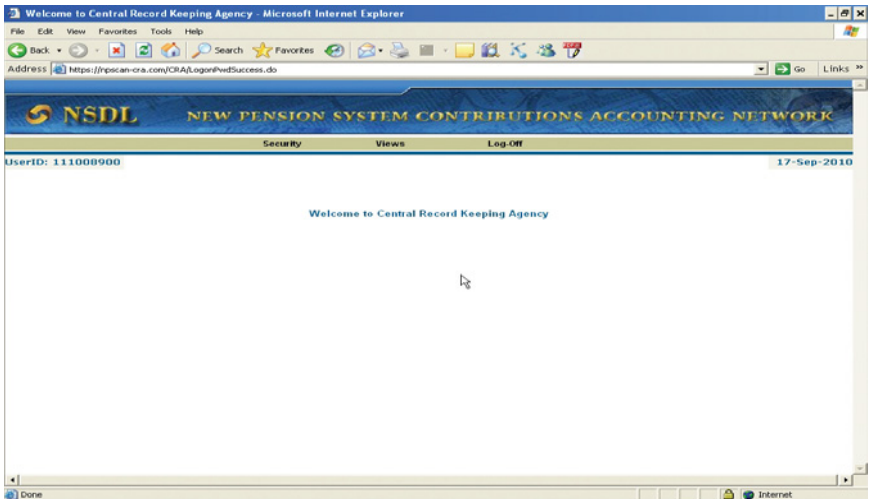 Welcome to Central Record Keeping Agency - Microsoft Internet Explorer
File Edit View Favorites Tools Help
Back Search Favorites
Address https://npscan-cra.com/CRA/LogonPwdSuccess.do Go Links »
NSDL NEW PENSION SYSTEM CONTRIBUTIONS ACCOUNTING NETWORK
Security Views Log-Off
UserID: 111008900 17-Sep-2010
Welcome to Central Record Keeping Agency
Done Internet